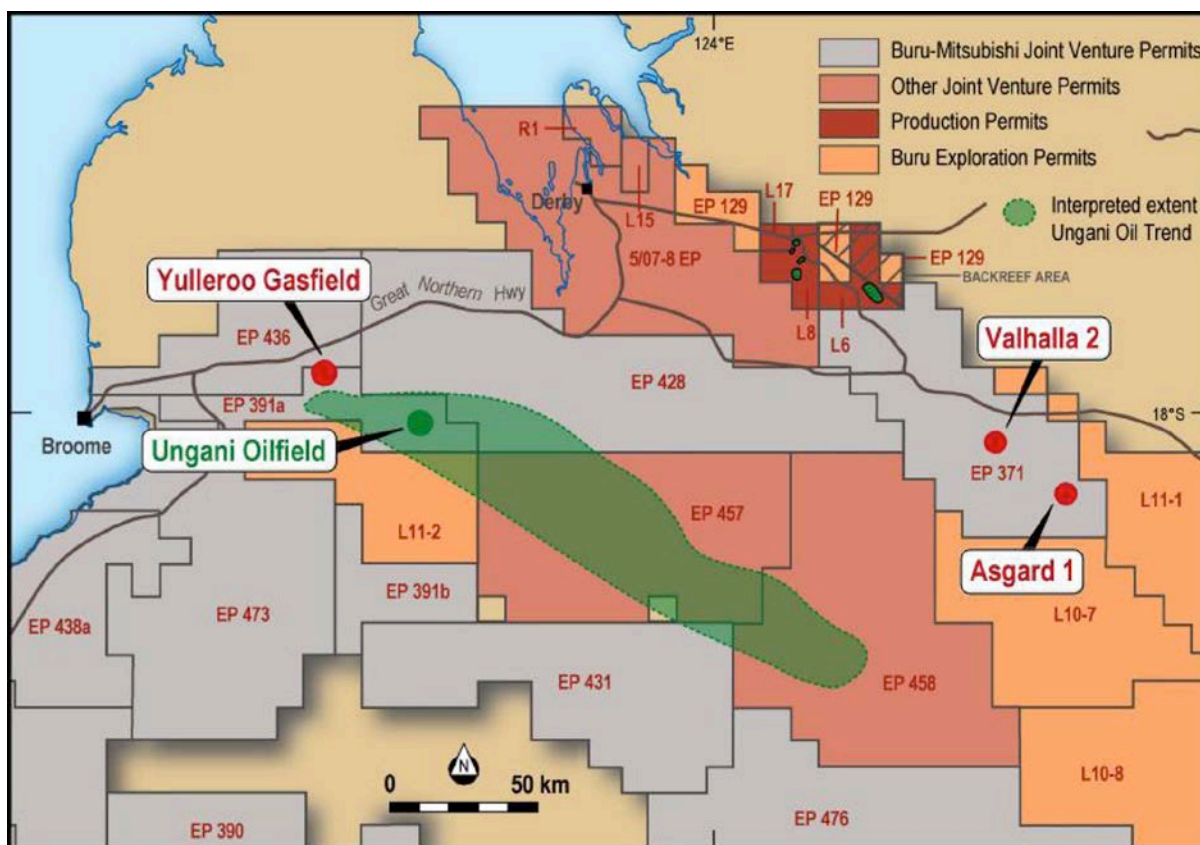 124°E
Buru-Mitsubishi Joint Venture Permits
Other Joint Venture Permits
Production Permits
Buru Exploration Permits
Interpreted extent
Ungani Oil Trend
R1
Derby
L15
EP 129
L17
EP 129
EP 129
BACKREEF AREA
5/07-8 EP
L8
L6
Yulleroo Gasfield
Great Northern Hwy
EP 436
Valhalla 2
EP 428
EP 391a
18°S
Broome
Ungani Oilfield
EP 371
L11-1
EP 457
L11-2
Asgard 1
EP 391b
L10-7
EP 438a
EP 473
EP 431
EP 458
N
0 50 km
L10-8
EP 390
EP 476